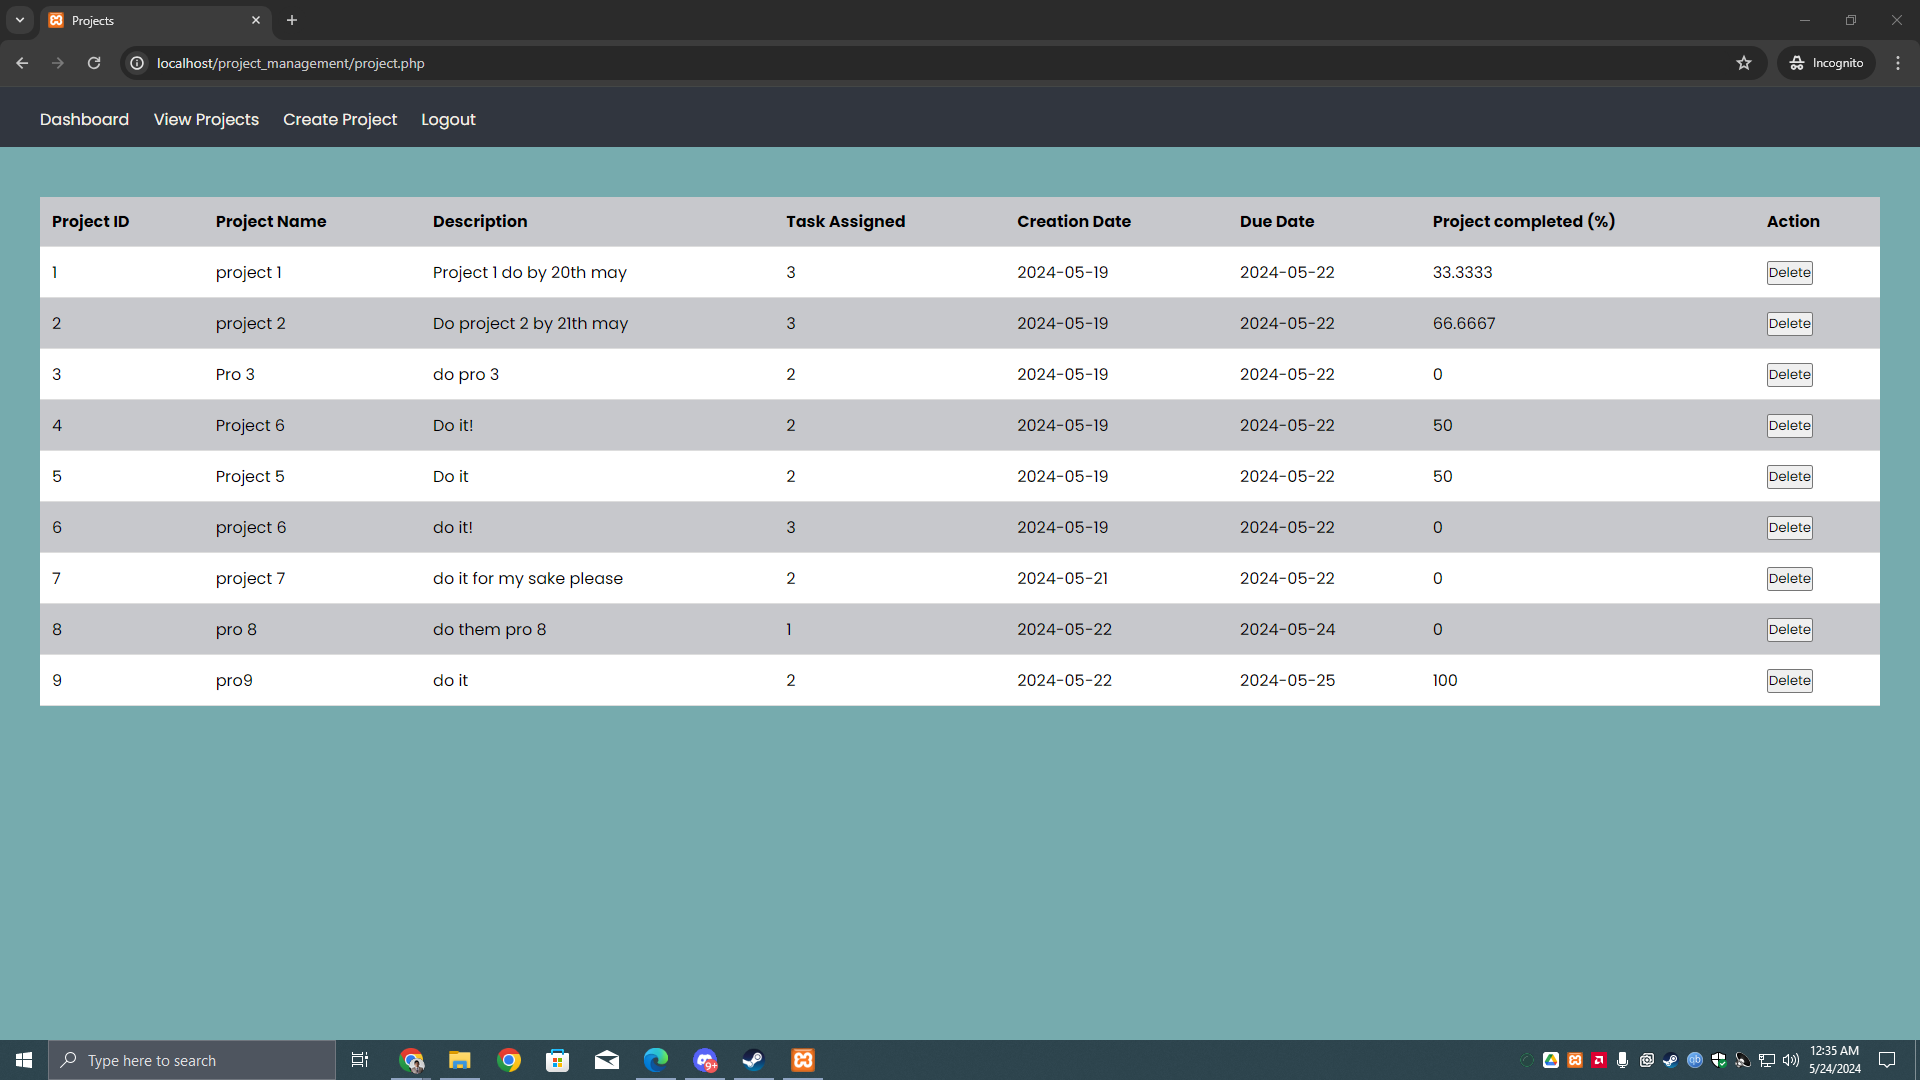 Projects
localhost/project_management/project.php
Incognito
Dashboard View Projects Create Project Logout
Project ID Project Name Description Task Assigned Creation Date Due Date Project completed (%) Action
1 project 1 Project 1 do by 20th may 3 2024-05-19 2024-05-22 33.3333 Delete
2 project 2 Do project 2 by 21th may 3 2024-05-19 2024-05-22 66.6667 Delete
3 Pro 3 do pro 3 2 2024-05-19 2024-05-22 0 Delete
4 Project 6 Do it! 2 2024-05-19 2024-05-22 50 Delete
5 Project 5 Do it 2 2024-05-19 2024-05-22 50 Delete
6 project 6 do it! 3 2024-05-19 2024-05-22 0 Delete
7 project 7 do it for my sake please 2 2024-05-21 2024-05-22 0 Delete
8 pro 8 do them pro 8 1 2024-05-22 2024-05-24 0 Delete
9 pro9 do it 2 2024-05-22 2024-05-25 100 Delete
Type here to search
9+
qb
12:35 AM
5/24/2024